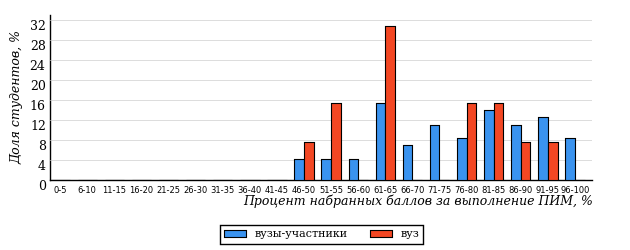 Доля студентов, %
32
28
24
20
16
12
8
4
0
0-5 6-10 11-15 16-20 21-25 26-30 31-35 36-40 41-45 46-50 51-55 56-60 61-65 66-70 71-75 76-80 81-85 86-90 91-95 96-100
Процент набранных баллов за выполнение ПИМ, %
вузы-участники вуз